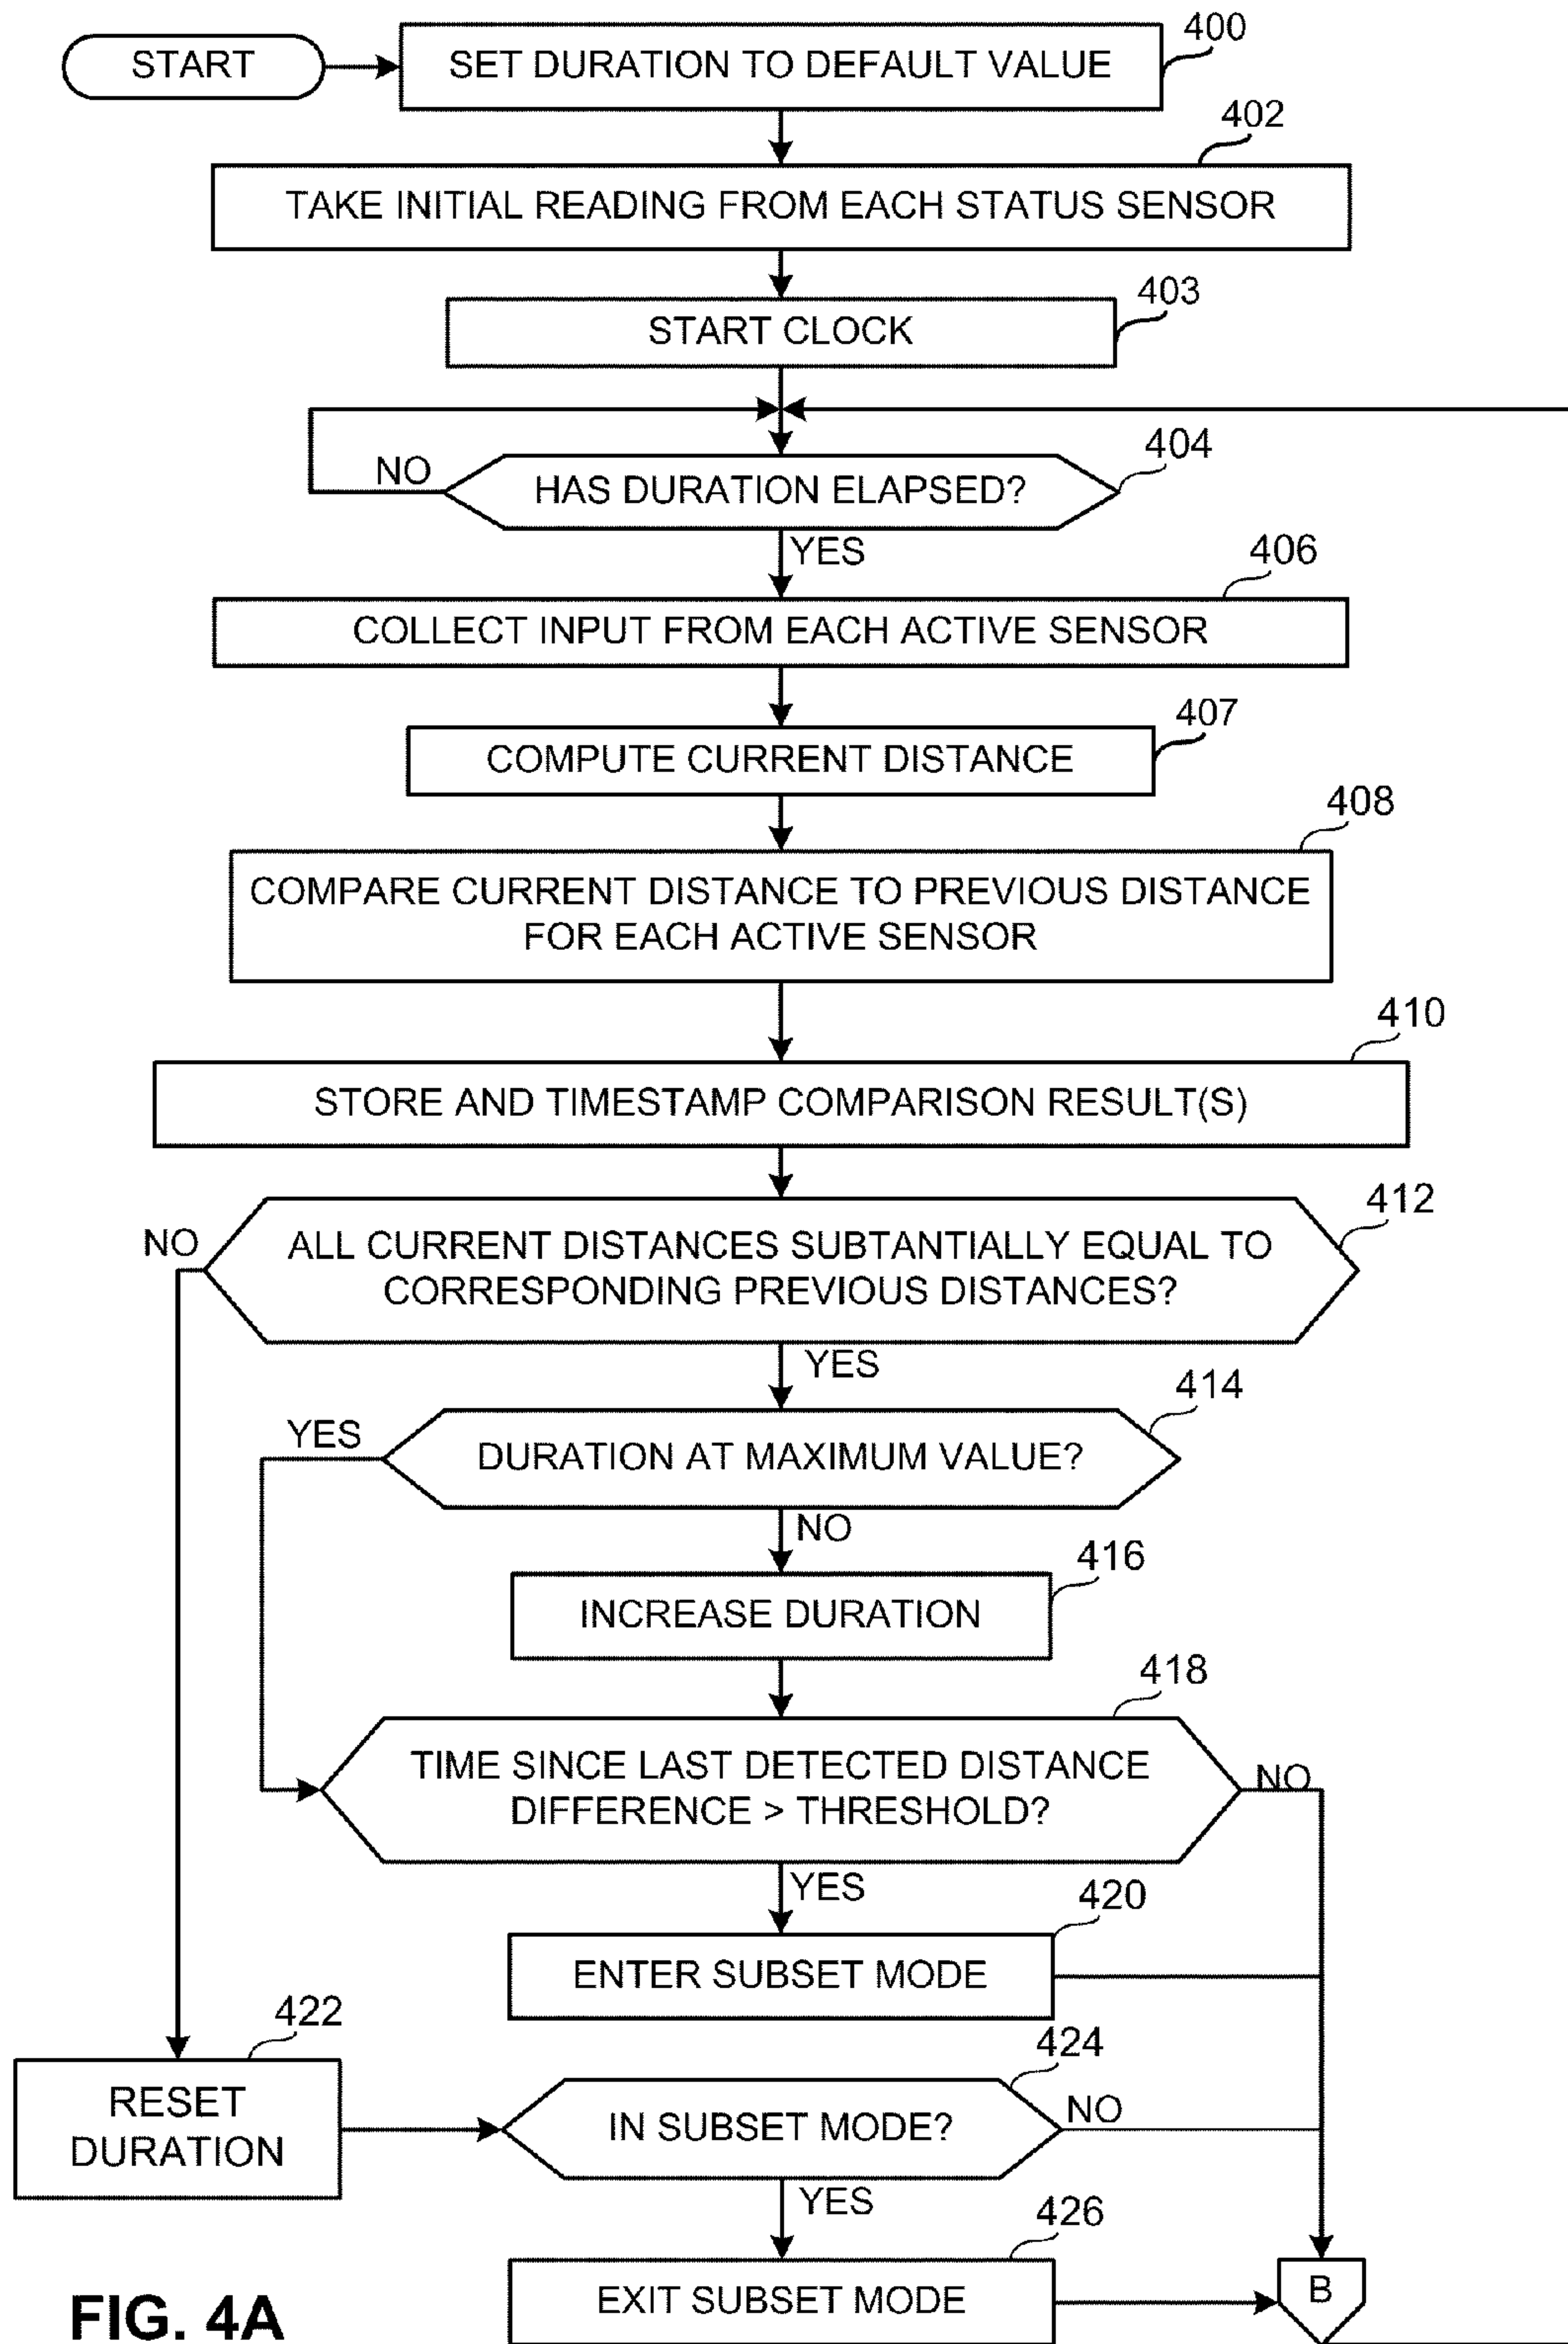 START
SET DURATION TO DEFAULT VALUE
400
402
TAKE INITIAL READING FROM EACH STATUS SENSOR
403
START CLOCK
404
NO
HAS DURATION ELAPSED?
YES
406
COLLECT INPUT FROM EACH ACTIVE SENSOR
407
COMPUTE CURRENT DISTANCE
408
COMPARE CURRENT DISTANCE TO PREVIOUS DISTANCE
FOR EACH ACTIVE SENSOR
410
STORE AND TIMESTAMP COMPARISON RESULT(S)
412
NO
ALL CURRENT DISTANCES SUBTANTIALLY EQUAL TO
CORRESPONDING PREVIOUS DISTANCES?
YES
414
YES
DURATION AT MAXIMUM VALUE?
NO
416
INCREASE DURATION
418
TIME SINCE LAST DETECTED DISTANCE
DIFFERENCE > THRESHOLD?
NO
YES
420
ENTER SUBSET MODE
422
RESET
DURATION
424
IN SUBSET MODE?
NO
YES
426
EXIT SUBSET MODE
B
FIG. 4A